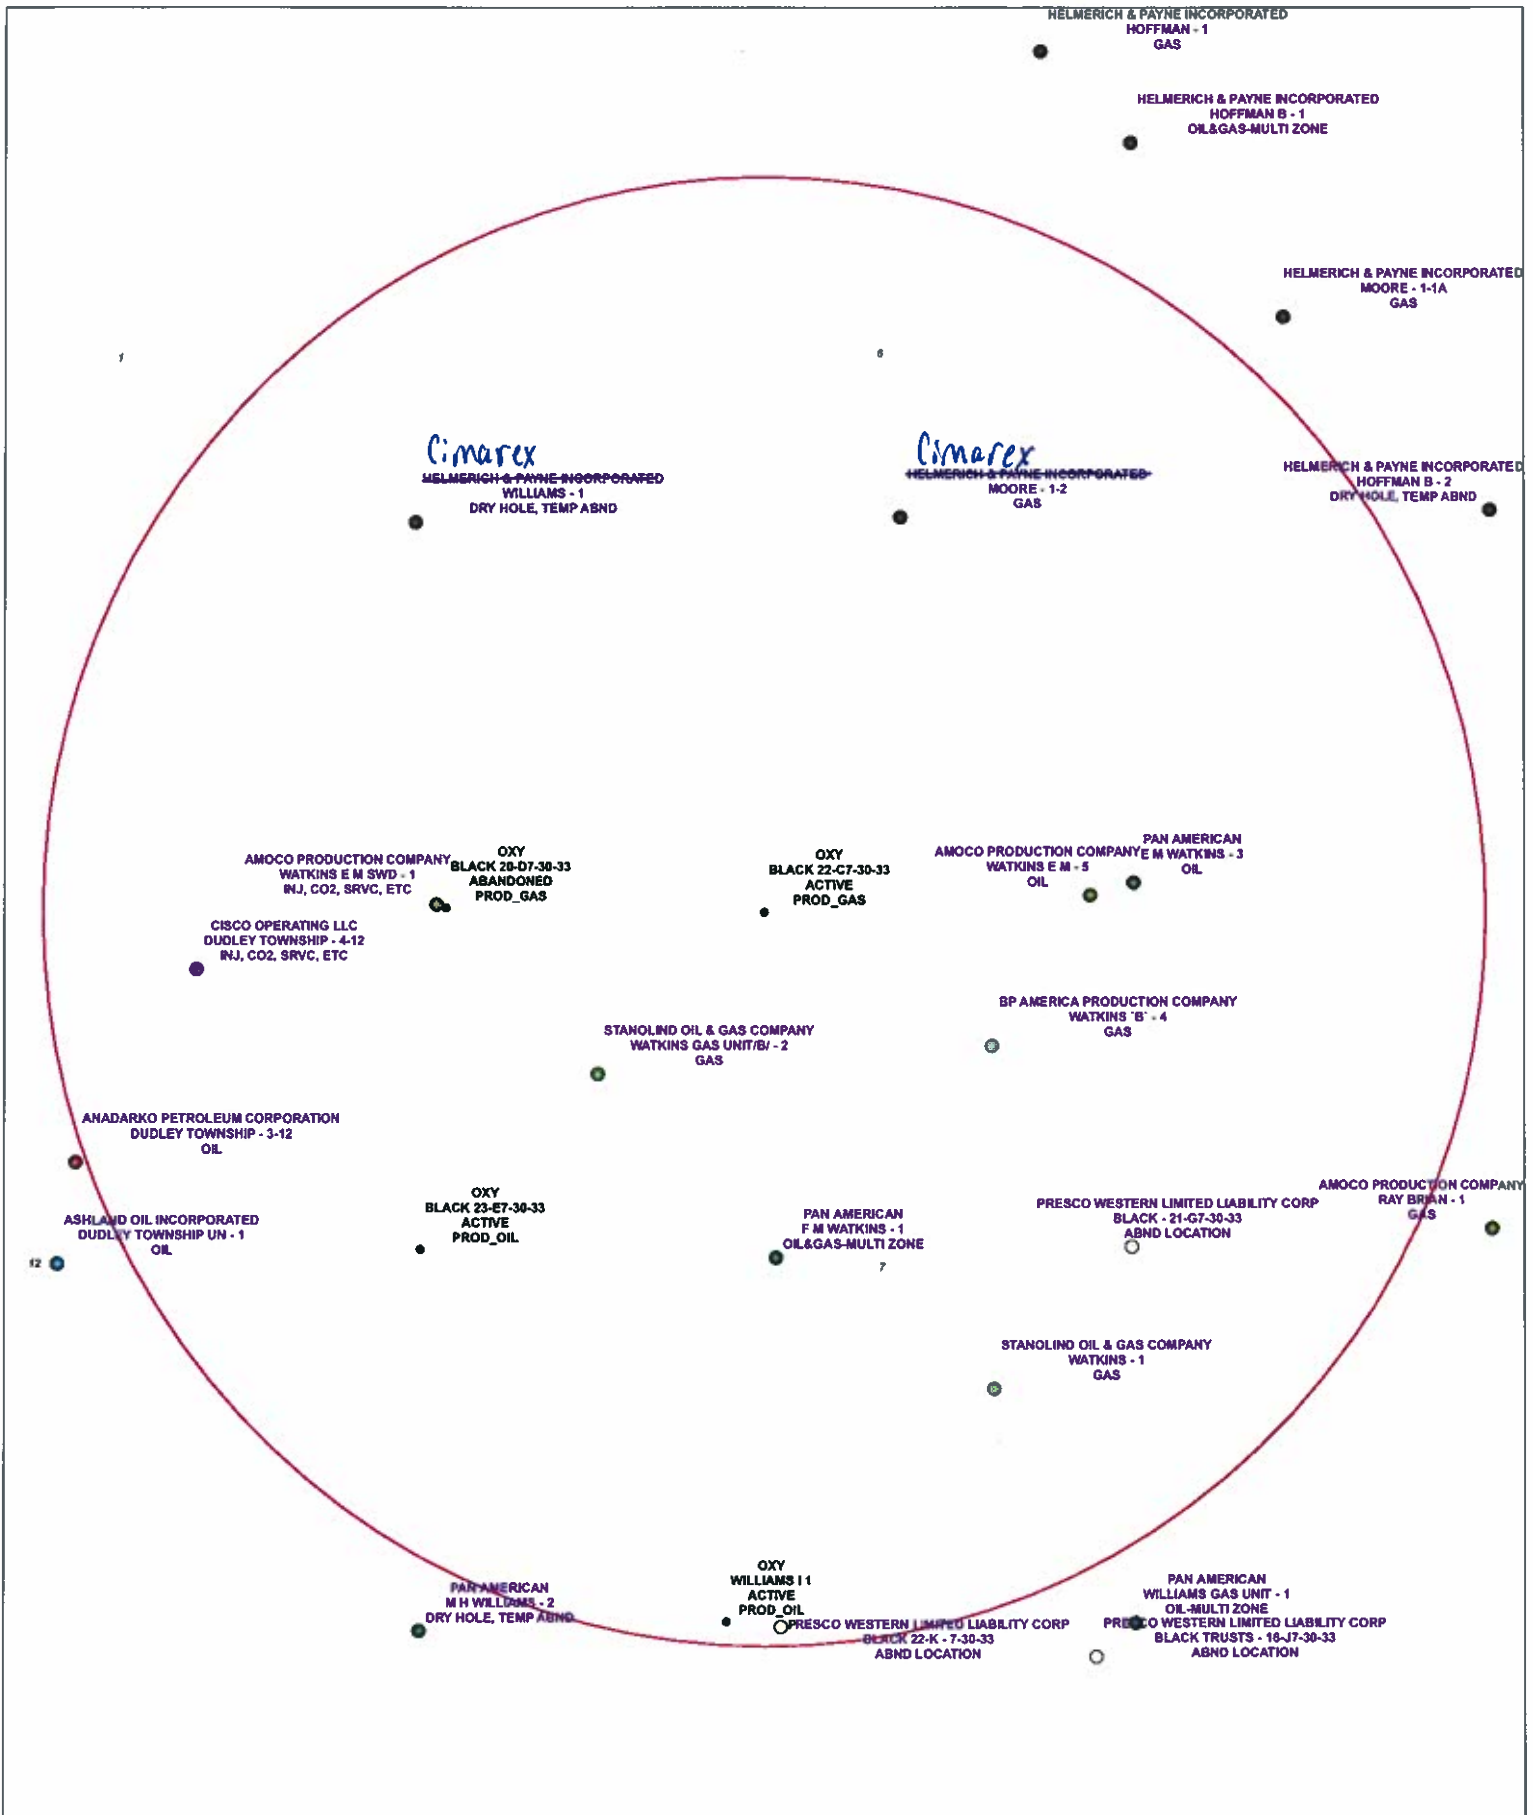 HELMERICH & PAYNE INCORPORATED
HOFFMAN - 1
GAS
HELMERICH & PAYNE INCORPORATED
HOFFMAN B - 1
OIL&GAS-MULTI ZONE
HELMERICH & PAYNE INCORPORATED
MOORE - 1-1A
GAS
1
6
Cimarex
HELMERICH & PAYNE INCORPORATED
WILLIAMS - 1
DRY HOLE, TEMP ABND
Cimarex
HELMERICH & PAYNE INCORPORATED
MOORE - 1-2
GAS
HELMERICH & PAYNE INCORPORATED
HOFFMAN B - 2
DRY HOLE, TEMP ABND
AMOCO PRODUCTION COMPANY
WATKINS E M SWD - 1
INJ, CO2, SRVC, ETC
OXY
BLACK 20-D7-30-33
ABANDONED
PROD_GAS
OXY
BLACK 22-C7-30-33
ACTIVE
PROD_GAS
AMOCO PRODUCTION COMPANY
WATKINS E M - 5
OIL
PAN AMERICAN
E M WATKINS - 3
OIL
CISCO OPERATING LLC
DUDLEY TOWNSHIP - 4-12
INJ, CO2, SRVC, ETC
BP AMERICA PRODUCTION COMPANY
WATKINS 'B' - 4
GAS
STANOLIND OIL & GAS COMPANY
WATKINS GAS UNIT/B/ - 2
GAS
ANADARKO PETROLEUM CORPORATION
DUDLEY TOWNSHIP - 3-12
OIL
OXY
BLACK 23-E7-30-33
ACTIVE
PROD_OIL
PAN AMERICAN
F M WATKINS - 1
OIL&GAS-MULTI ZONE
PRESCO WESTERN LIMITED LIABILITY CORP
BLACK - 21-G7-30-33
ABND LOCATION
AMOCO PRODUCTION COMPANY
RAY BRIAN - 1
GAS
ASHLAND OIL INCORPORATED
DUDLEY TOWNSHIP UN - 1
OIL
12
7
STANOLIND OIL & GAS COMPANY
WATKINS - 1
GAS
PAN AMERICAN
M H WILLIAMS - 2
DRY HOLE, TEMP ABND
OXY
WILLIAMS I 1
ACTIVE
PROD_OIL
PRESCO WESTERN LIMITED LIABILITY CORP
BLACK 22-K - 7-30-33
ABND LOCATION
PAN AMERICAN
WILLIAMS GAS UNIT - 1
OIL-MULTI ZONE
PRESCO WESTERN LIMITED LIABILITY CORP
BLACK TRUSTS - 16-J7-30-33
ABND LOCATION